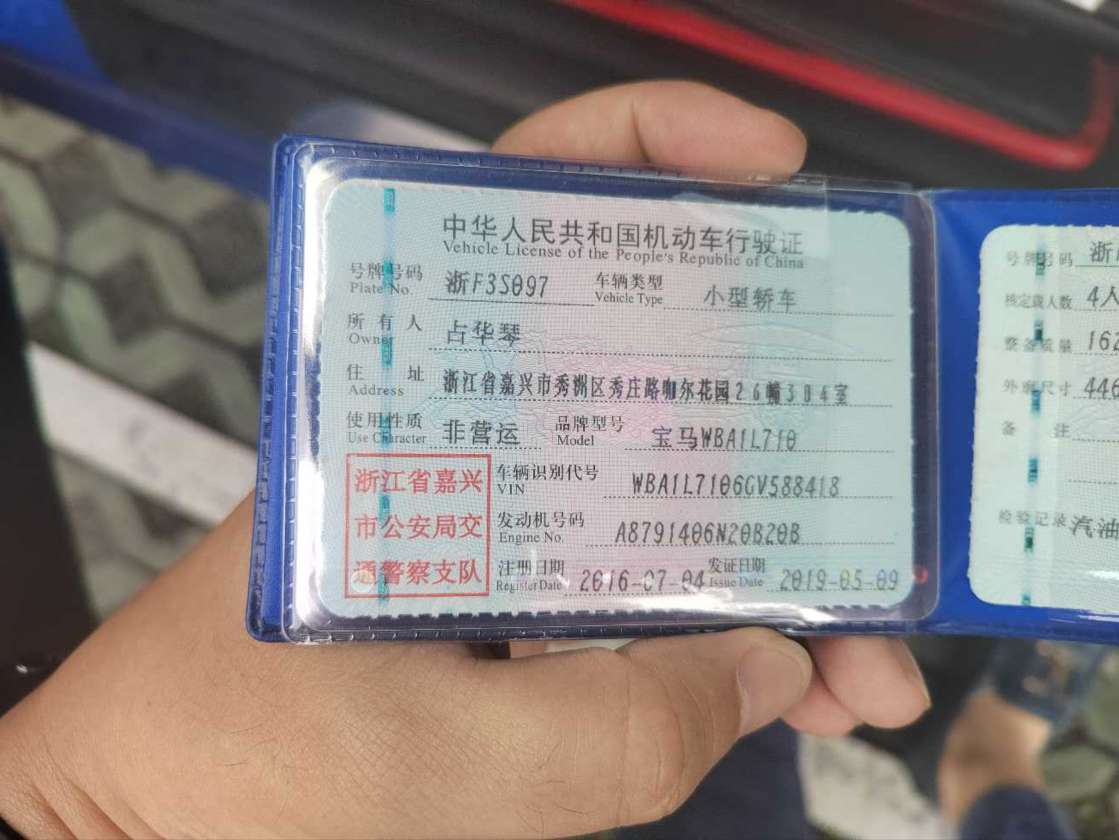 中华人民共和国机动车行驶证
Vehicle License of the People's Republic of China
号牌号码 浙F3S097 车辆类型 小型轿车
Plate No. Vehicle Type
所有人 占华琴
Owner
住址 浙江省嘉兴市秀洲区秀庄路咖尔花园26幢304室
Address
使用性质 非营运 品牌型号 宝马WBA1L710
Use Character Model
浙江省嘉兴
市公安局交
通警察支队
车辆识别代号 WBA1L7106GV588418
VIN
发动机号码 A8791406N20B20B
Engine No.
注册日期 2016-07-04 发证日期 2019-05-09
Register Date Issue Date
号牌号码 浙
核定载人数 4人
整备质量 162
外廓尺寸 446
备注
检验记录 汽油